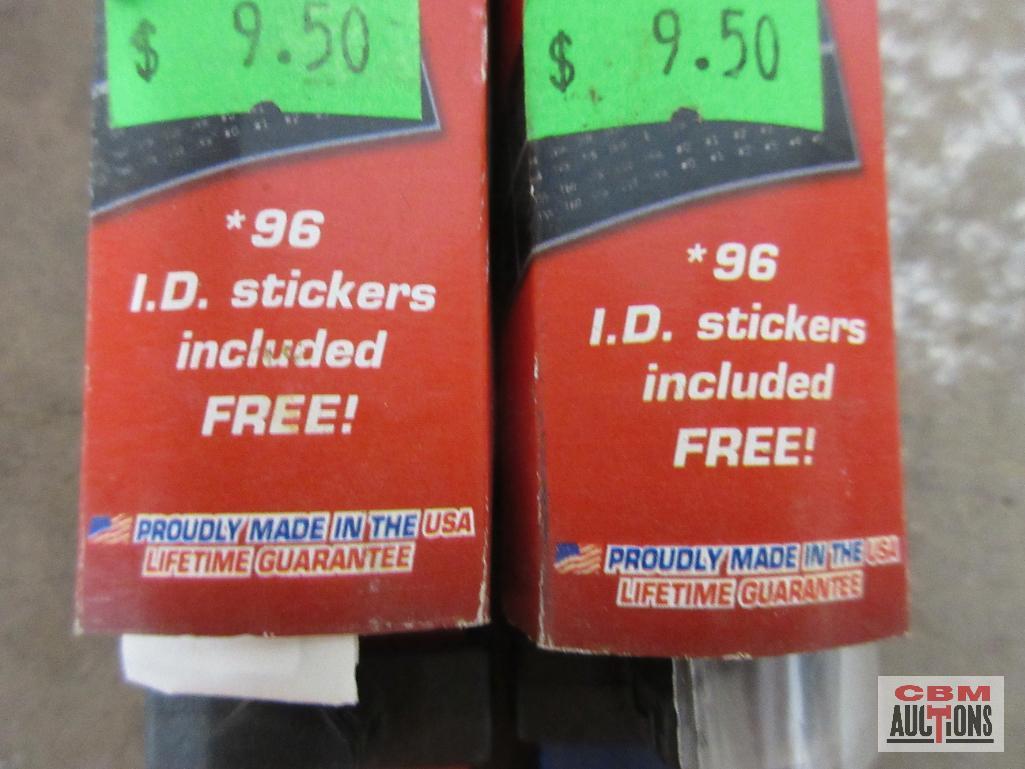 $ 9.50
*96
I.D. stickers
included
FREE!
PROUDLY MADE IN THE USA
LIFETIME GUARANTEE
$ 9.50
*96
I.D. stickers
included
FREE!
PROUDLY MADE IN THE USA
LIFETIME GUARANTEE
CBM
AUCTIONS